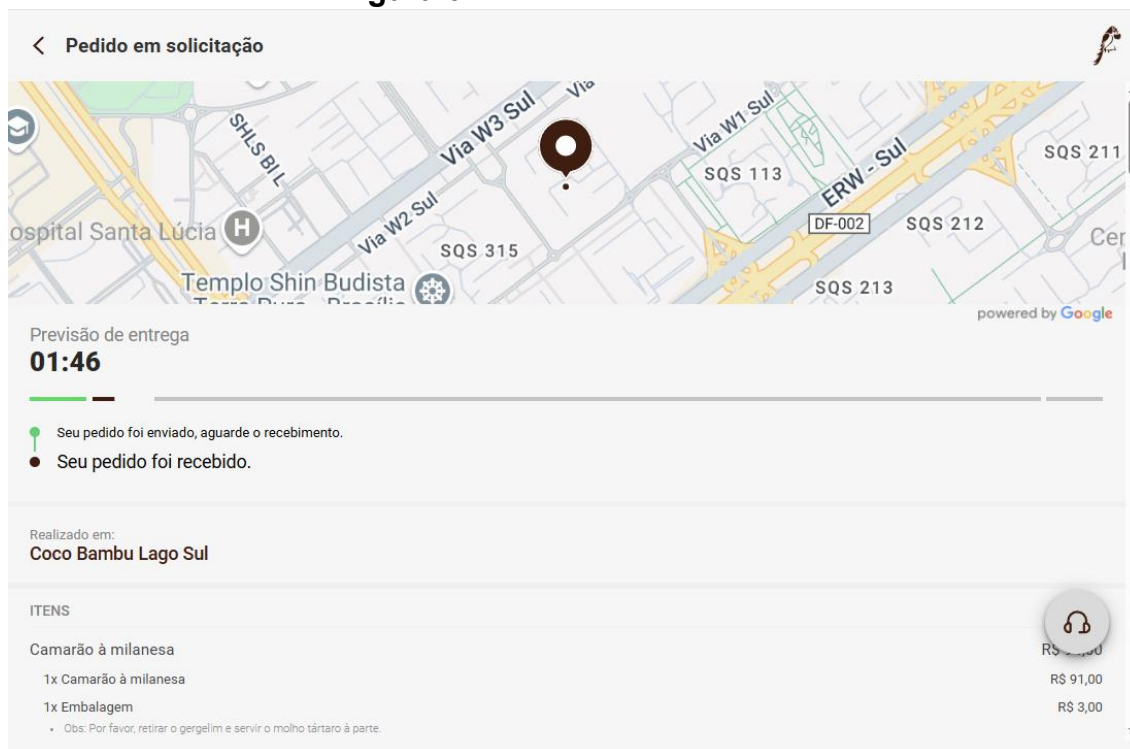 Pedido em solicitação
Via W3 Sul
Via
Via W1 Sul
SHLS Bl L
SQS 113
SQS 211
ERW - Sul
DF-002
SQS 212
ospital Santa Lúcia
H
Via W2 Sul
SQS 315
Cer
Templo Shin Budista
SQS 213
powered by Google
Previsão de entrega
01:46
Seu pedido foi enviado, aguarde o recebimento.
Seu pedido foi recebido.
Realizado em:
Coco Bambu Lago Sul
ITENS
Camarão à milanesa
R$
1x Camarão à milanesa
R$ 91,00
1x Embalagem
R$ 3,00
• Obs: Por favor, retirar o gergelim e servir o molho tártaro à parte.